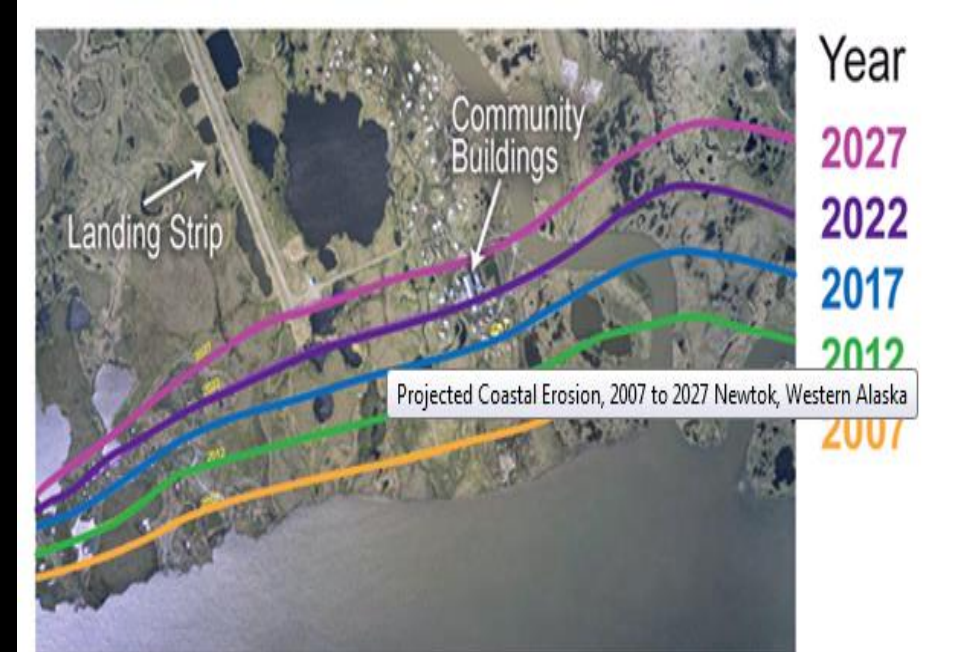 Year
2027
Community
Buildings
2022
Landing Strip
2017
2012
Projected Coastal Erosion, 2007 to 2027 Newtok, Western Alaska
2007
2012